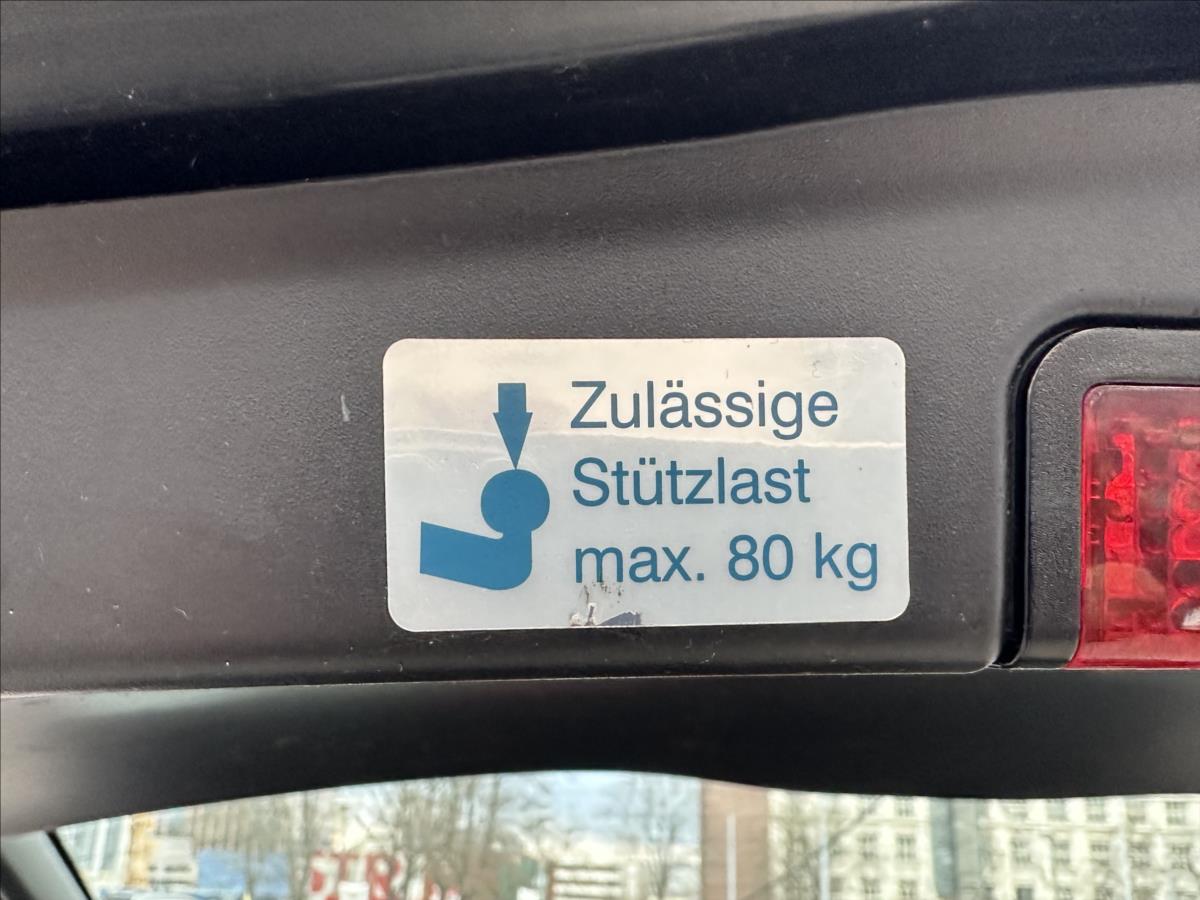 Zulässige
Stützlast
max. 80 kg